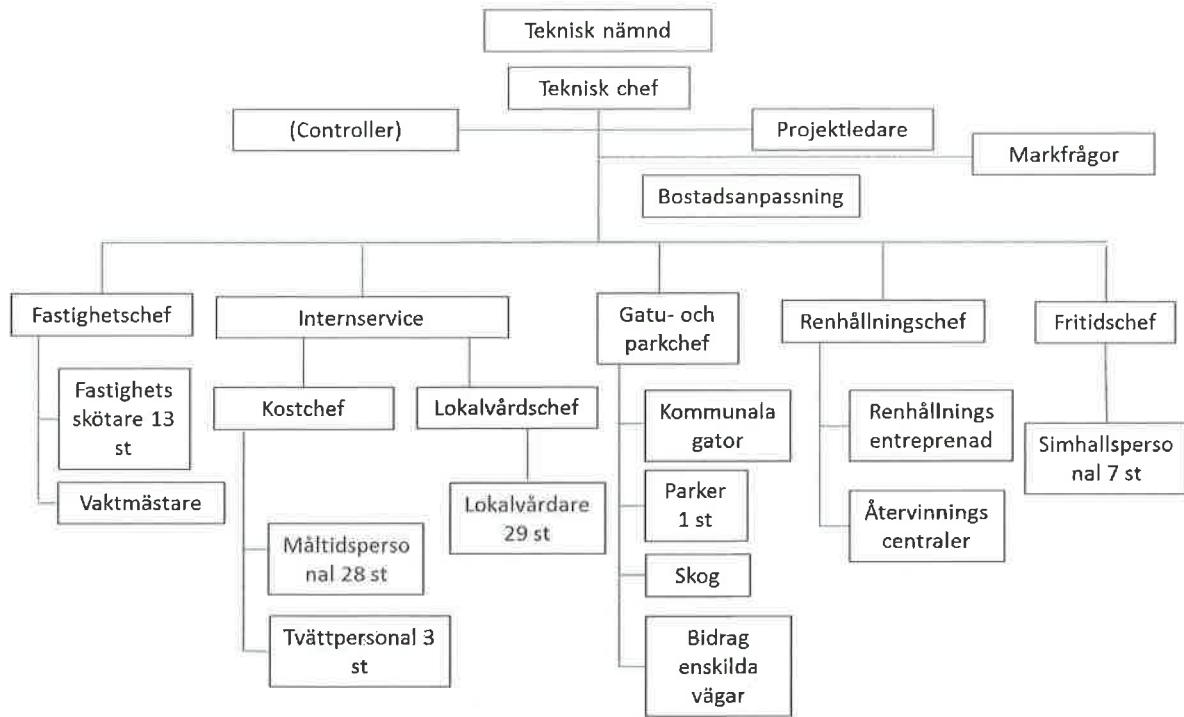 Teknisk nämnd
Teknisk chef
(Controller)
Projektledare
Markfrågor
Bostadsanpassning
Fastighetschef
Internservice
Gatu- och
parkchef
Renhållningschef
Fritidschef
Fastighets
skötare 13
st
Kostchef
Lokalvårdschef
Kommunala
gator
Renhållnings
entreprenad
Simhallsperso
nal 7 st
Vaktmästare
Lokalvårdare
29 st
Parker
1 st
Återvinnings
centraler
Måltidsperso
nal 28 st
Skog
Tvättpersonal 3
st
Bidrag
enskilda
vägar